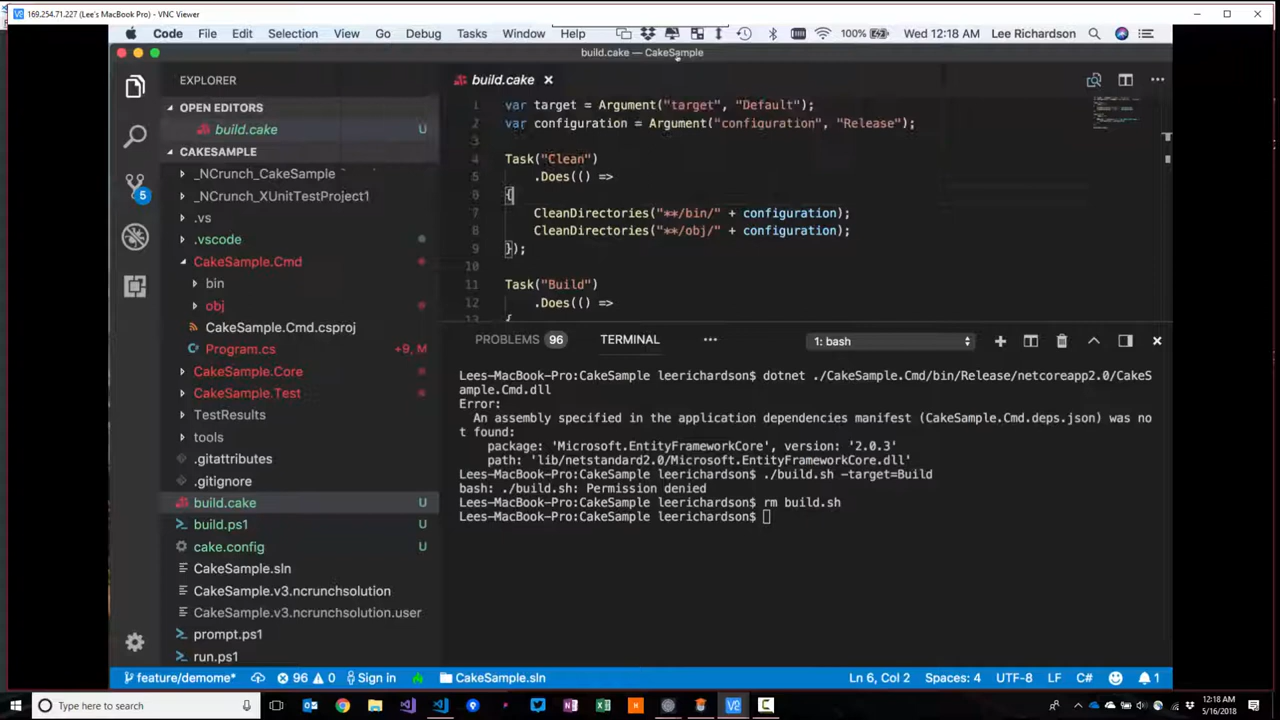 169.254.71.227 (Lee's MacBook Pro) - VNC Viewer
Code File Edit Selection View Go Debug Tasks Window Help 100% Wed 12:18 AM Lee Richardson
build.cake — CakeSample
EXPLORER
OPEN EDITORS
build.cake U
CAKESAMPLE
_NCrunch_CakeSample
_NCrunch_XUnitTestProject1
.vs
.vscode
CakeSample.Cmd
bin
obj
CakeSample.Cmd.csproj
Program.cs +9, M
CakeSample.Core
CakeSample.Test
TestResults
tools
.gitattributes
.gitignore
build.cake U
build.ps1 U
cake.config U
CakeSample.sln
CakeSample.v3.ncrunchsolution
CakeSample.v3.ncrunchsolution.user
prompt.ps1
run.ps1
5
build.cake
1 var target = Argument("target", "Default");
2 var configuration = Argument("configuration", "Release");
3
4 Task("Clean")
5 .Does(() =>
6 {
7 CleanDirectories("**/bin/" + configuration);
8 CleanDirectories("**/obj/" + configuration);
9 });
10
11 Task("Build")
12 .Does(() =>
13 {
PROBLEMS 96 TERMINAL 1: bash
Lees-MacBook-Pro:CakeSample leerichardson$ dotnet ./CakeSample.Cmd/bin/Release/netcoreapp2.0/CakeS
ample.Cmd.dll
Error:
An assembly specified in the application dependencies manifest (CakeSample.Cmd.deps.json) was no
t found:
package: 'Microsoft.EntityFrameworkCore', version: '2.0.3'
path: 'lib/netstandard2.0/Microsoft.EntityFrameworkCore.dll'
Lees-MacBook-Pro:CakeSample leerichardson$ ./build.sh -target=Build
bash: ./build.sh: Permission denied
Lees-MacBook-Pro:CakeSample leerichardson$ rm build.sh
Lees-MacBook-Pro:CakeSample leerichardson$
feature/demome* 96 0 Sign in CakeSample.sln Ln 6, Col 2 Spaces: 4 UTF-8 LF C# 1
Type here to search
12:18 AM
5/16/2018